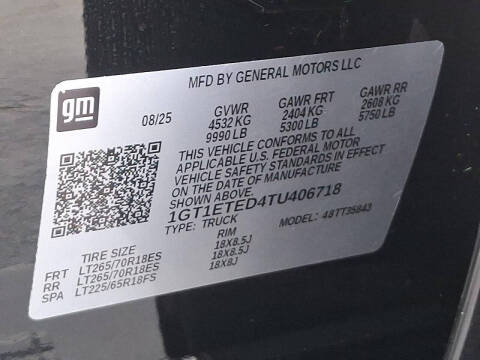 MFD BY GENERAL MOTORS LLC
gm
08/25 GVWR GAWR FRT GAWR RR
4532 KG 2404 KG 2608 KG
9990 LB 5300 LB 5750 LB
THIS VEHICLE CONFORMS TO ALL
APPLICABLE U.S. FEDERAL MOTOR
VEHICLE SAFETY STANDARDS IN EFFECT
ON THE DATE OF MANUFACTURE
SHOWN ABOVE.
1GT1ETED4TU406718
TYPE: TRUCK MODEL: 48TT35843
TIRE SIZE RIM
FRT LT265/70R18ES 18X8.5J
RR LT265/70R18ES 18X8.5J
SPA LT225/65R18FS 18X8J